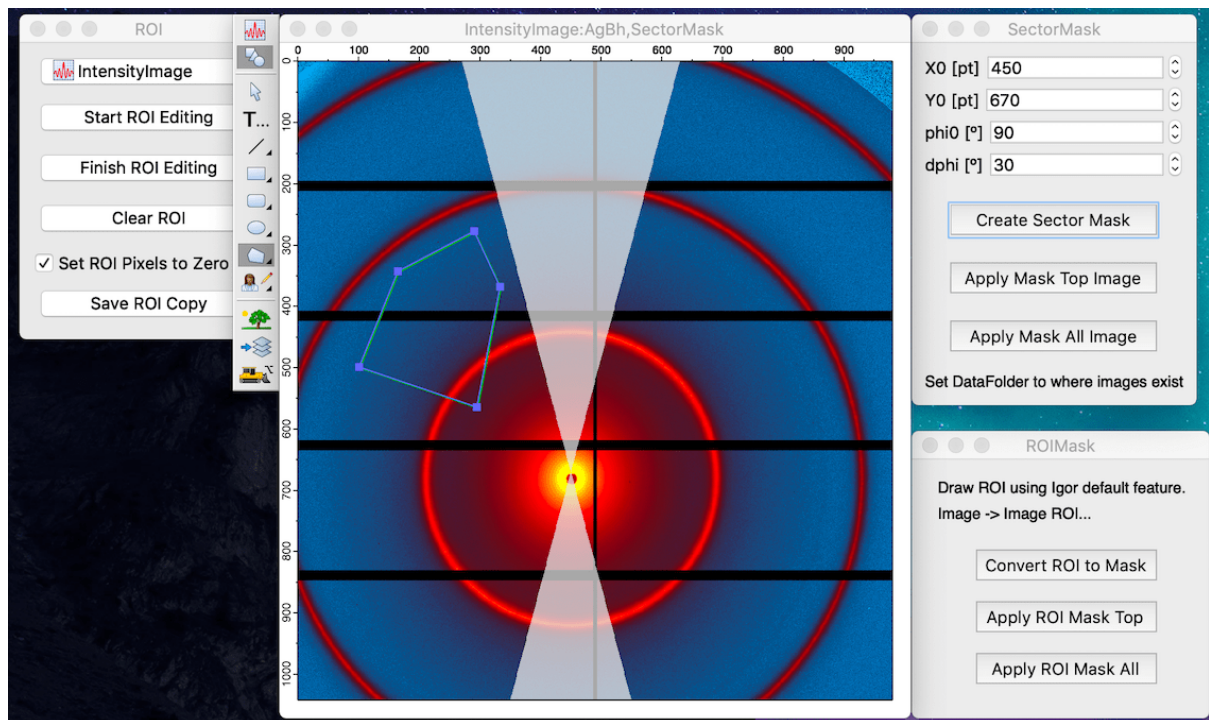 ROI
IntensityImage
Start ROI Editing
Finish ROI Editing
Clear ROI
Set ROI Pixels to Zero
Save ROI Copy
T...
IntensityImage:AgBh,SectorMask
0 100 200 300 400 500 600 700 800 900
0
100
200
300
400
500
600
700
800
900
1000
SectorMask
X0 [pt] 450
Y0 [pt] 670
phi0 [º] 90
dphi [º] 30
Create Sector Mask
Apply Mask Top Image
Apply Mask All Image
Set DataFolder to where images exist
ROIMask
Draw ROI using Igor default feature.
Image -> Image ROI...
Convert ROI to Mask
Apply ROI Mask Top
Apply ROI Mask All